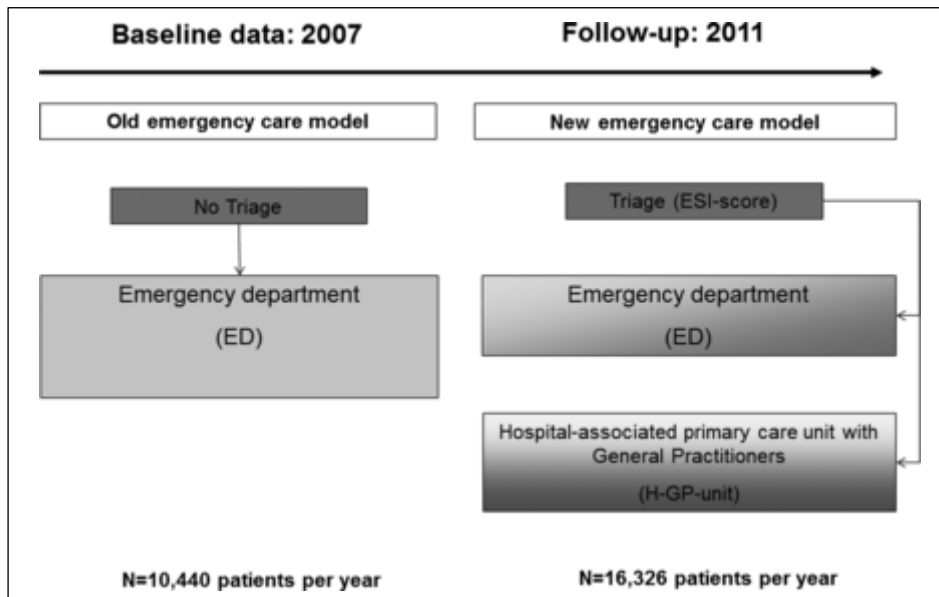 Baseline data: 2007
Follow-up: 2011
Old emergency care model
New emergency care model
No Triage
Triage (ESI-score)
Emergency department
(ED)
Emergency department
(ED)
Hospital-associated primary care unit with
General Practitioners
(H-GP-unit)
N=10,440 patients per year
N=16,326 patients per year